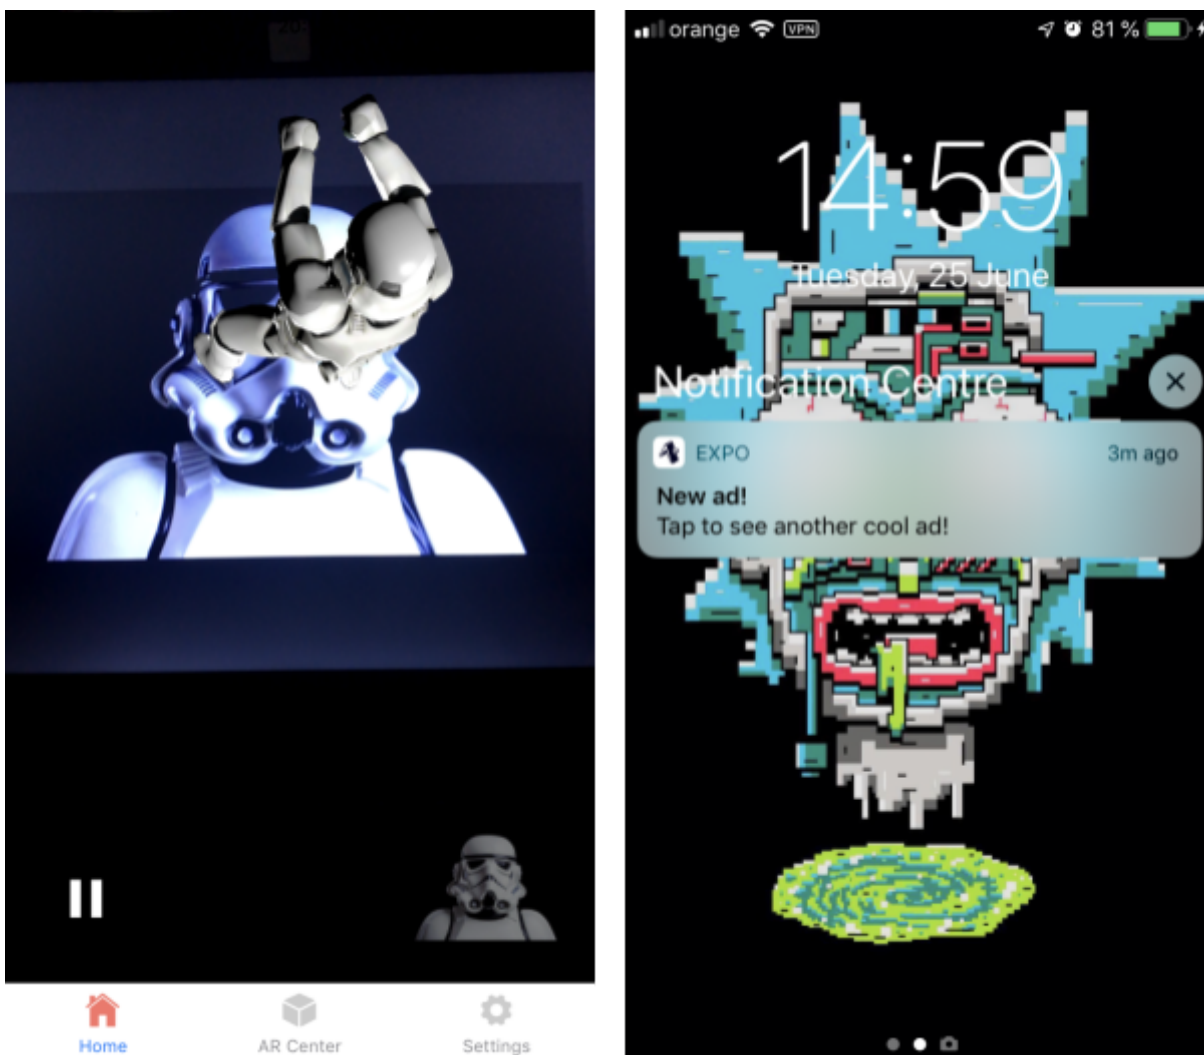 Home
AR Center
Settings
orange VPN 81 %
14:59
Tuesday, 25 June
Notification Centre
EXPO 3m ago
New ad!
Tap to see another cool ad!